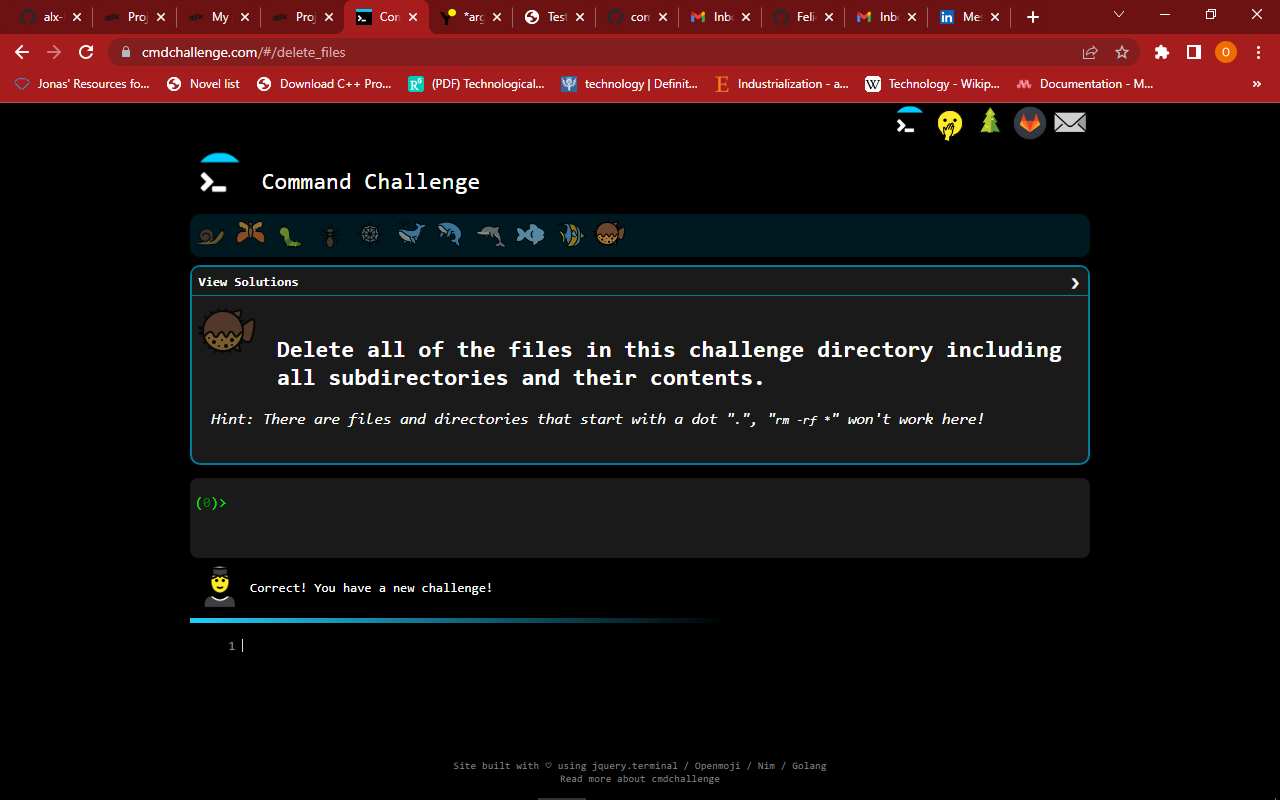 alx- Proj Proj My Proj Con *arg Test con Inb Feli Inb Mes
cmdchallenge.com/#/delete_files
O
Jonas' Resources fo... Novel list Download C++ Pro... (PDF) Technological... technology | Definit... Industrialization - a... Technology - Wikip... Documentation - M... »
Command Challenge
View Solutions
Delete all of the files in this challenge directory including
all subdirectories and their contents.
Hint: There are files and directories that start with a dot ".", "rm -rf *" won't work here!
(0)>
Correct! You have a new challenge!
1
Site built with ♡ using jquery.terminal / Openmoji / Nim / Golang
Read more about cmdchallenge